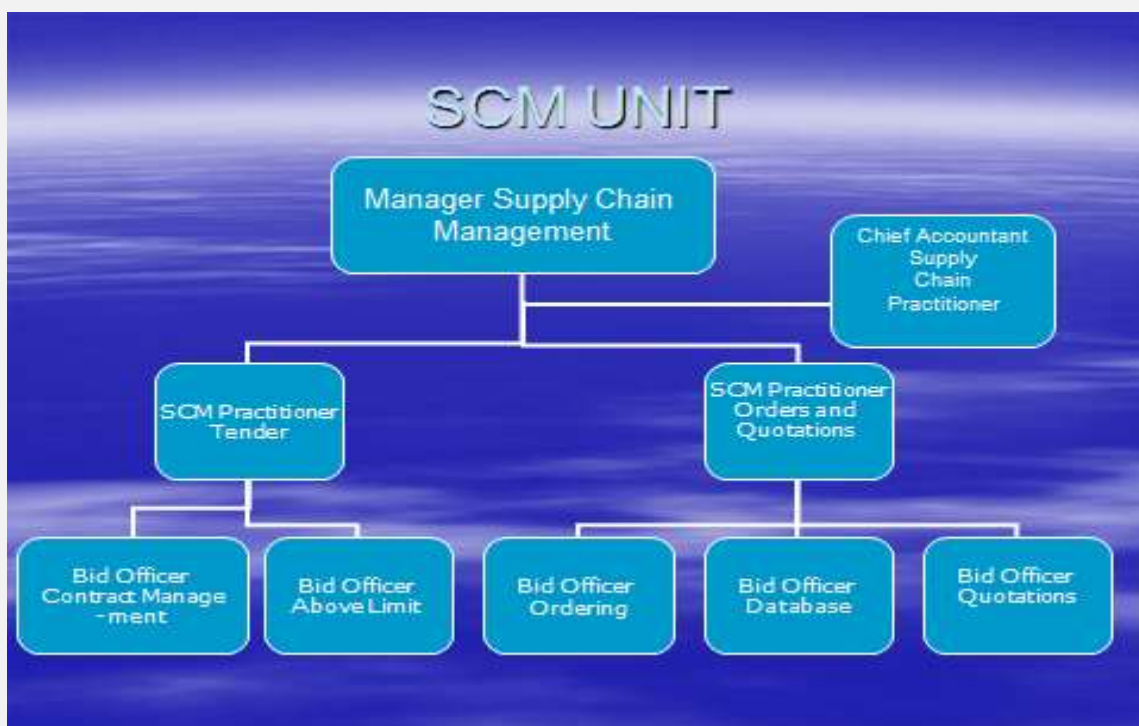 SCM UNIT
Manager Supply Chain
Management
Chief Accountant
Supply
Chain
Practitioner
SCM Practitioner
Tender
SCM Practitioner
Orders and
Quotations
Bid Officer
Contract Manage
-ment
Bid Officer
Above Limit
Bid Officer
Ordering
Bid Officer
Database
Bid Officer
Quotations